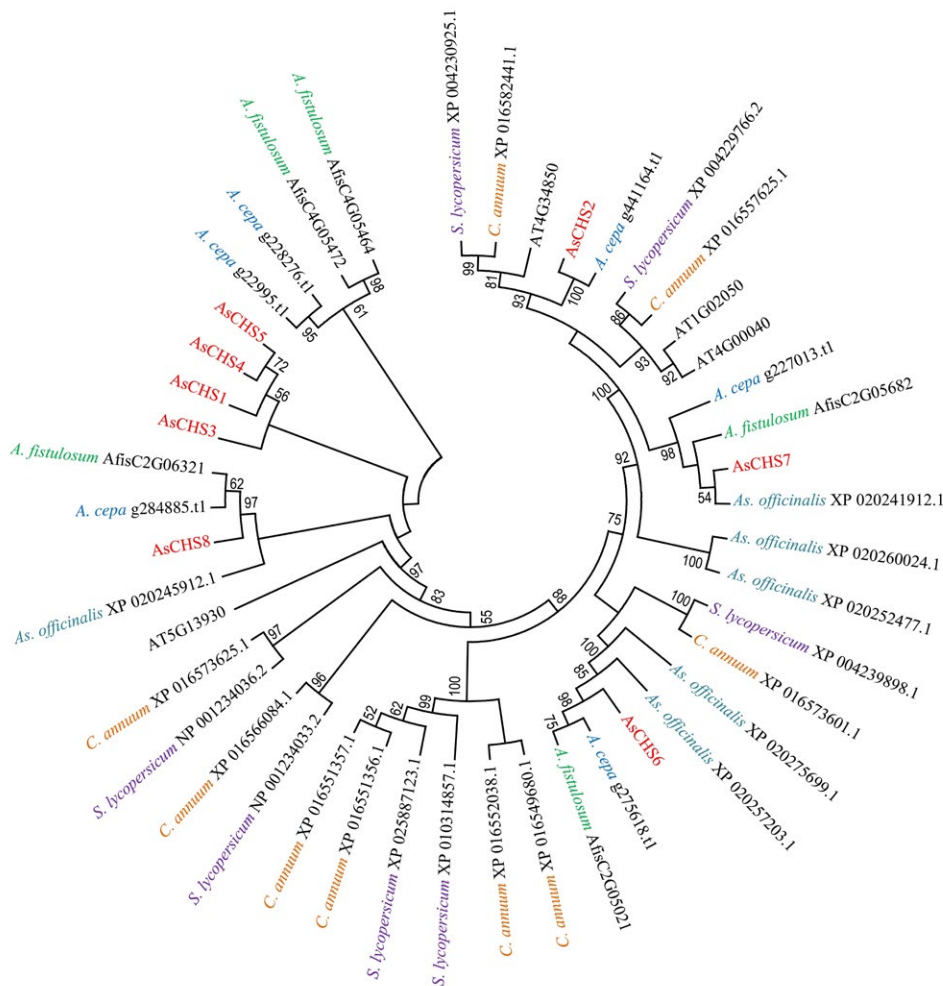 S. lycopersicum XP 004230925.1
C. annuum XP 016582441.1
AT4G34850
AsCHS2
A. cepa g441164.t1
S. lycopersicum XP 004229766.2
C. annuum XP 016557625.1
AT1G02050
AT4G00040
A. cepa g227013.t1
A. fistulosum AfisC2G05682
AsCHS7
As. officinalis XP 020241912.1
As. officinalis XP 020260024.1
As. officinalis XP 020252477.1
S. lycopersicum XP 004239898.1
C. annuum XP 016573601.1
As. officinalis XP 020275699.1
As. officinalis XP 020257203.1
AsCHS6
A. cepa g275618.t1
A. fistulosum AfisC2G05021
C. annuum XP 016549680.1
C. annuum XP 016552038.1
S. lycopersicum XP 010314857.1
S. lycopersicum XP 025887123.1
C. annuum XP 016551356.1
C. annuum XP 016551357.1
S. lycopersicum NP 001234033.2
C. annuum XP 016566084.1
S. lycopersicum NP 001234036.2
C. annuum XP 016573625.1
AT5G13930
As. officinalis XP 020245912.1
AsCHS8
A. cepa g284885.t1
A. fistulosum AfisC2G06321
AsCHS3
AsCHS1
AsCHS4
AsCHS5
A. cepa g22995.t1
A. cepa g228276.t1
A. fistulosum AfisC4G05472
A. fistulosum AfisC4G05464
99
81
93
100
86
93
92
100
98
54
92
100
75
100
100
85
98
75
88
100
99
62
52
55
96
83
97
97
97
62
56
72
95
98
61